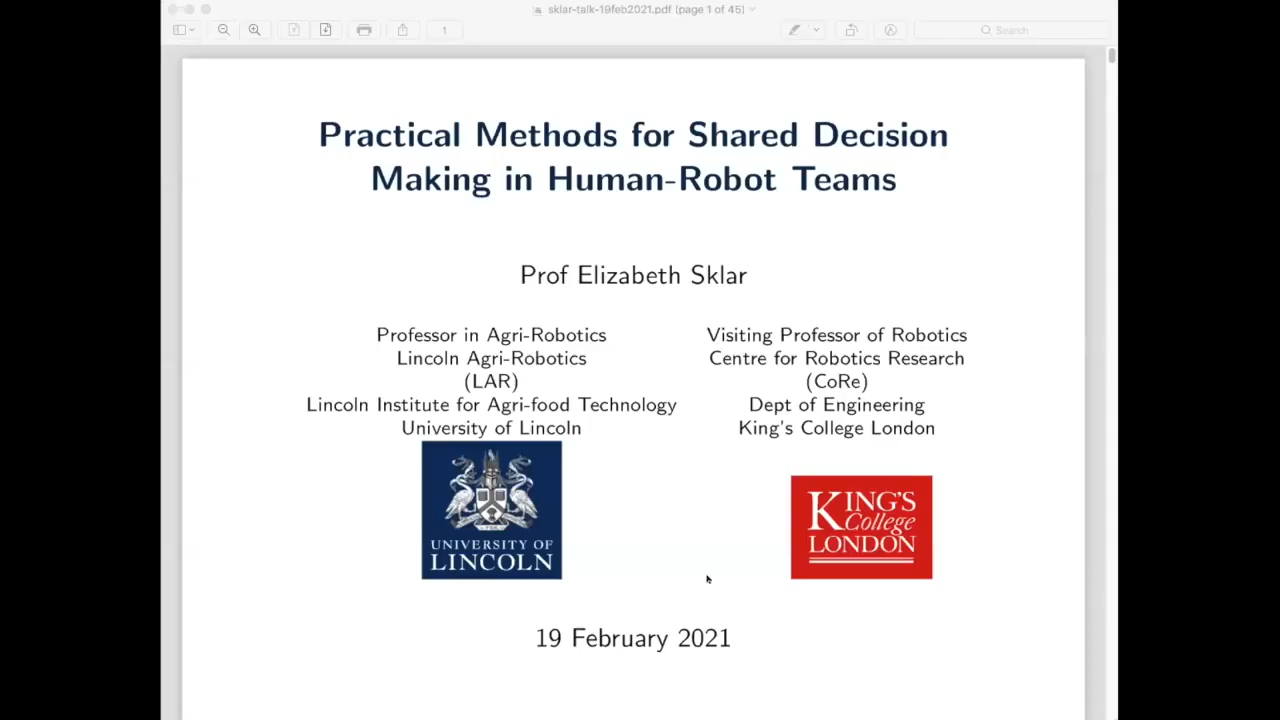 sklar-talk-19feb2021.pdf (page 1 of 45)
1
Search
Practical Methods for Shared Decision
Making in Human-Robot Teams
Prof Elizabeth Sklar
Professor in Agri-Robotics
Lincoln Agri-Robotics
(LAR)
Lincoln Institute for Agri-food Technology
University of Lincoln
Visiting Professor of Robotics
Centre for Robotics Research
(CoRe)
Dept of Engineering
King's College London
UNIVERSITY OF
LINCOLN
KING'S
College
LONDON
19 February 2021